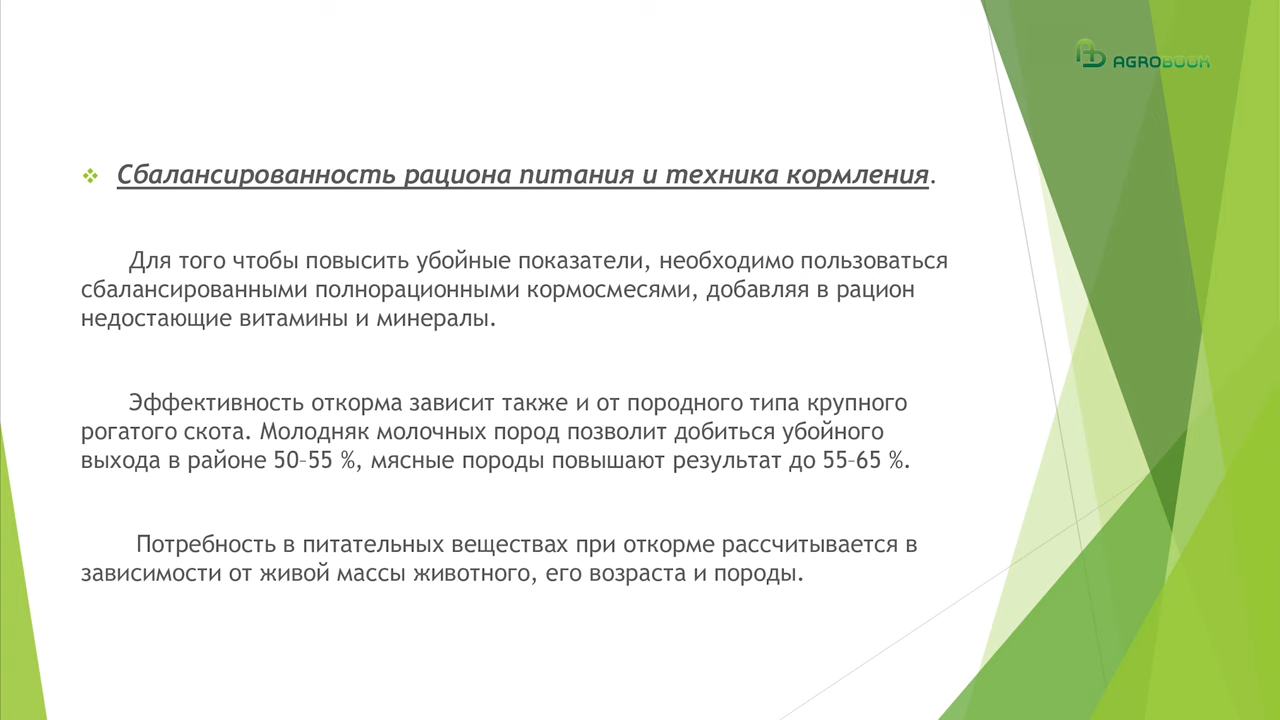 AGROBOOK
Сбалансированность рациона питания и техника кормления.
Для того чтобы повысить убойные показатели, необходимо пользоваться
сбалансированными полнорационными кормосмесями, добавляя в рацион
недостающие витамины и минералы.
Эффективность откорма зависит также и от породного типа крупного
рогатого скота. Молодняк молочных пород позволит добиться убойного
выхода в районе 50–55 %, мясные породы повышают результат до 55–65 %.
Потребность в питательных веществах при откорме рассчитывается в
зависимости от живой массы животного, его возраста и породы.